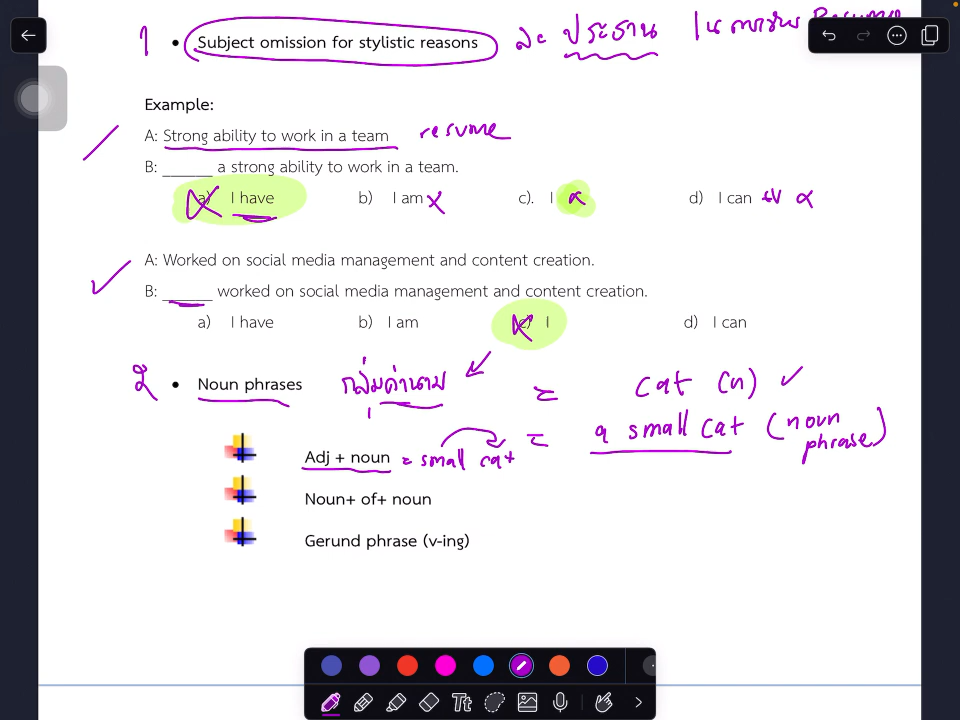 1 • Subject omission for stylistic reasons ละ ประธาน ในการเขียน Resume
Example:
A: Strong ability to work in a team resume
B: ______ a strong ability to work in a team.
a) I have b) I am x c). I d) I can +V
A: Worked on social media management and content creation.
B: ______ worked on social media management and content creation.
a) I have b) I am c) I d) I can
2 • Noun phrases กลุ่มคำนาม = cat (n) ✓
= a small cat (noun phrase)
Adj + noun = small cat
Noun+ of+ noun
Gerund phrase (v-ing)
Tt